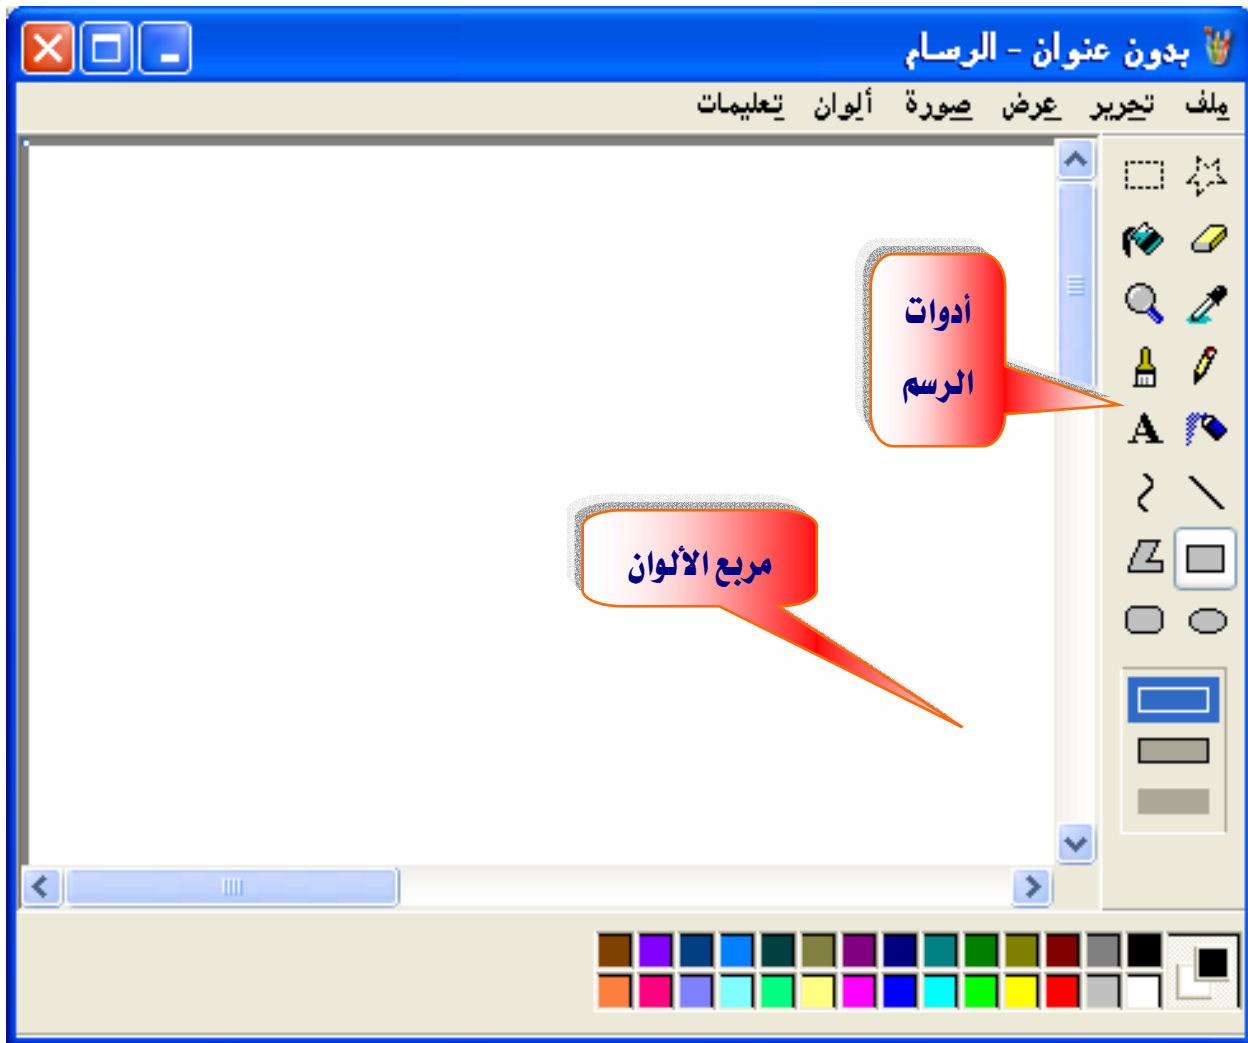 بدون عنوان - الرسام
ملف تحرير عرض صورة ألوان تعليمات
أدوات
الرسم
A
مربع الألوان